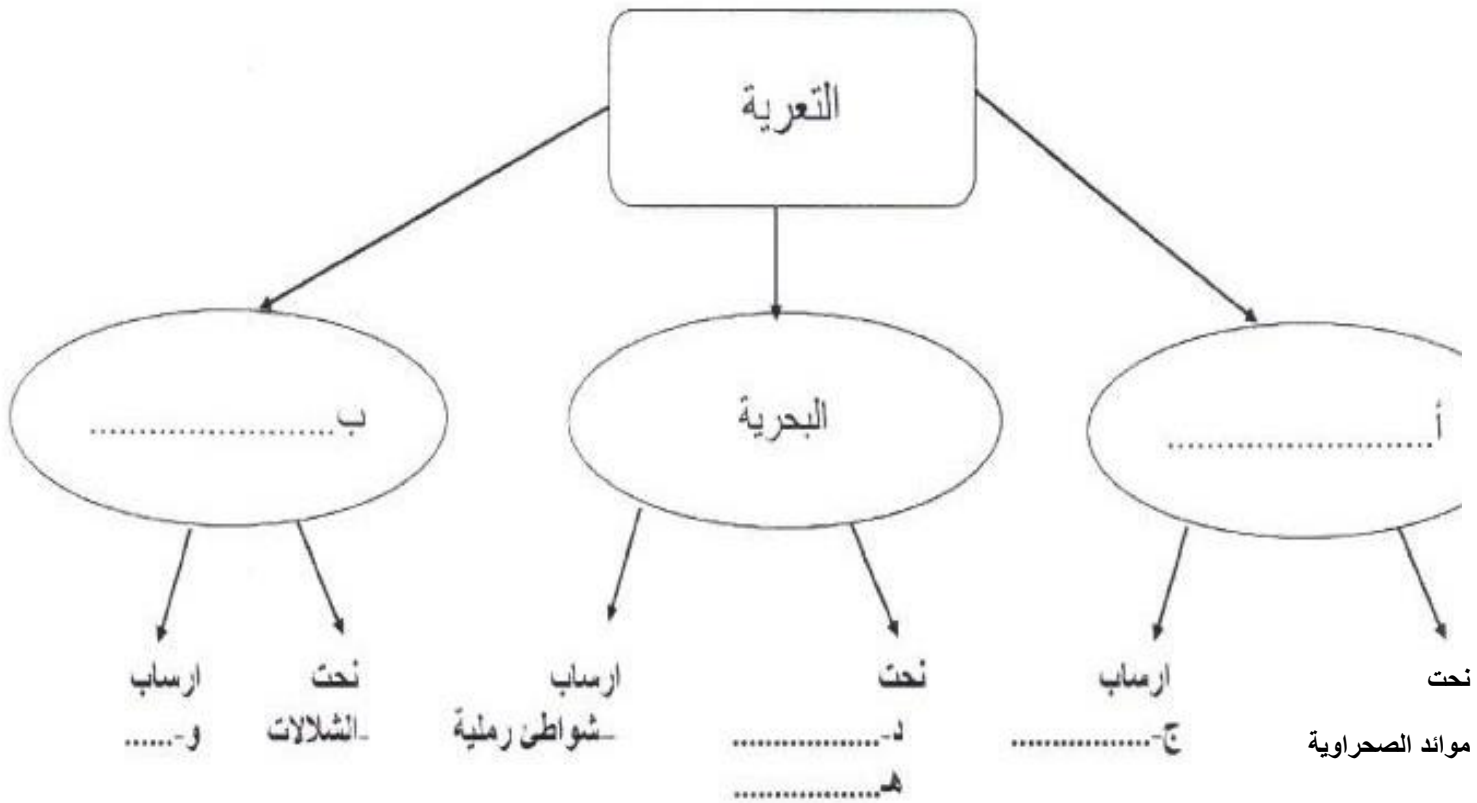 التعرية
أ.........................
البحرية
ب.......................
نحت
ارساب
نحت
ارساب
نحت
ارساب
موائد الصحراوية
ج-.................
د-..................
-شواطئ رملية
-الشلالات
و-......
هـ..................